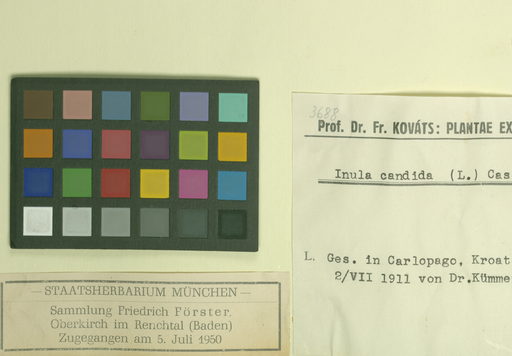 3688
Prof. Dr. Fr. KOVÁTS: PLANTAE EX
Inula candida (L.) Cas
L. Ges. in Carlopago, Kroat
2/VII 1911 von Dr.Kümme
— STAATSHERBARIUM MÜNCHEN —
Sammlung Friedrich Förster.
Oberkirch im Renchtal (Baden)
Zugegangen am 5. Juli 1950